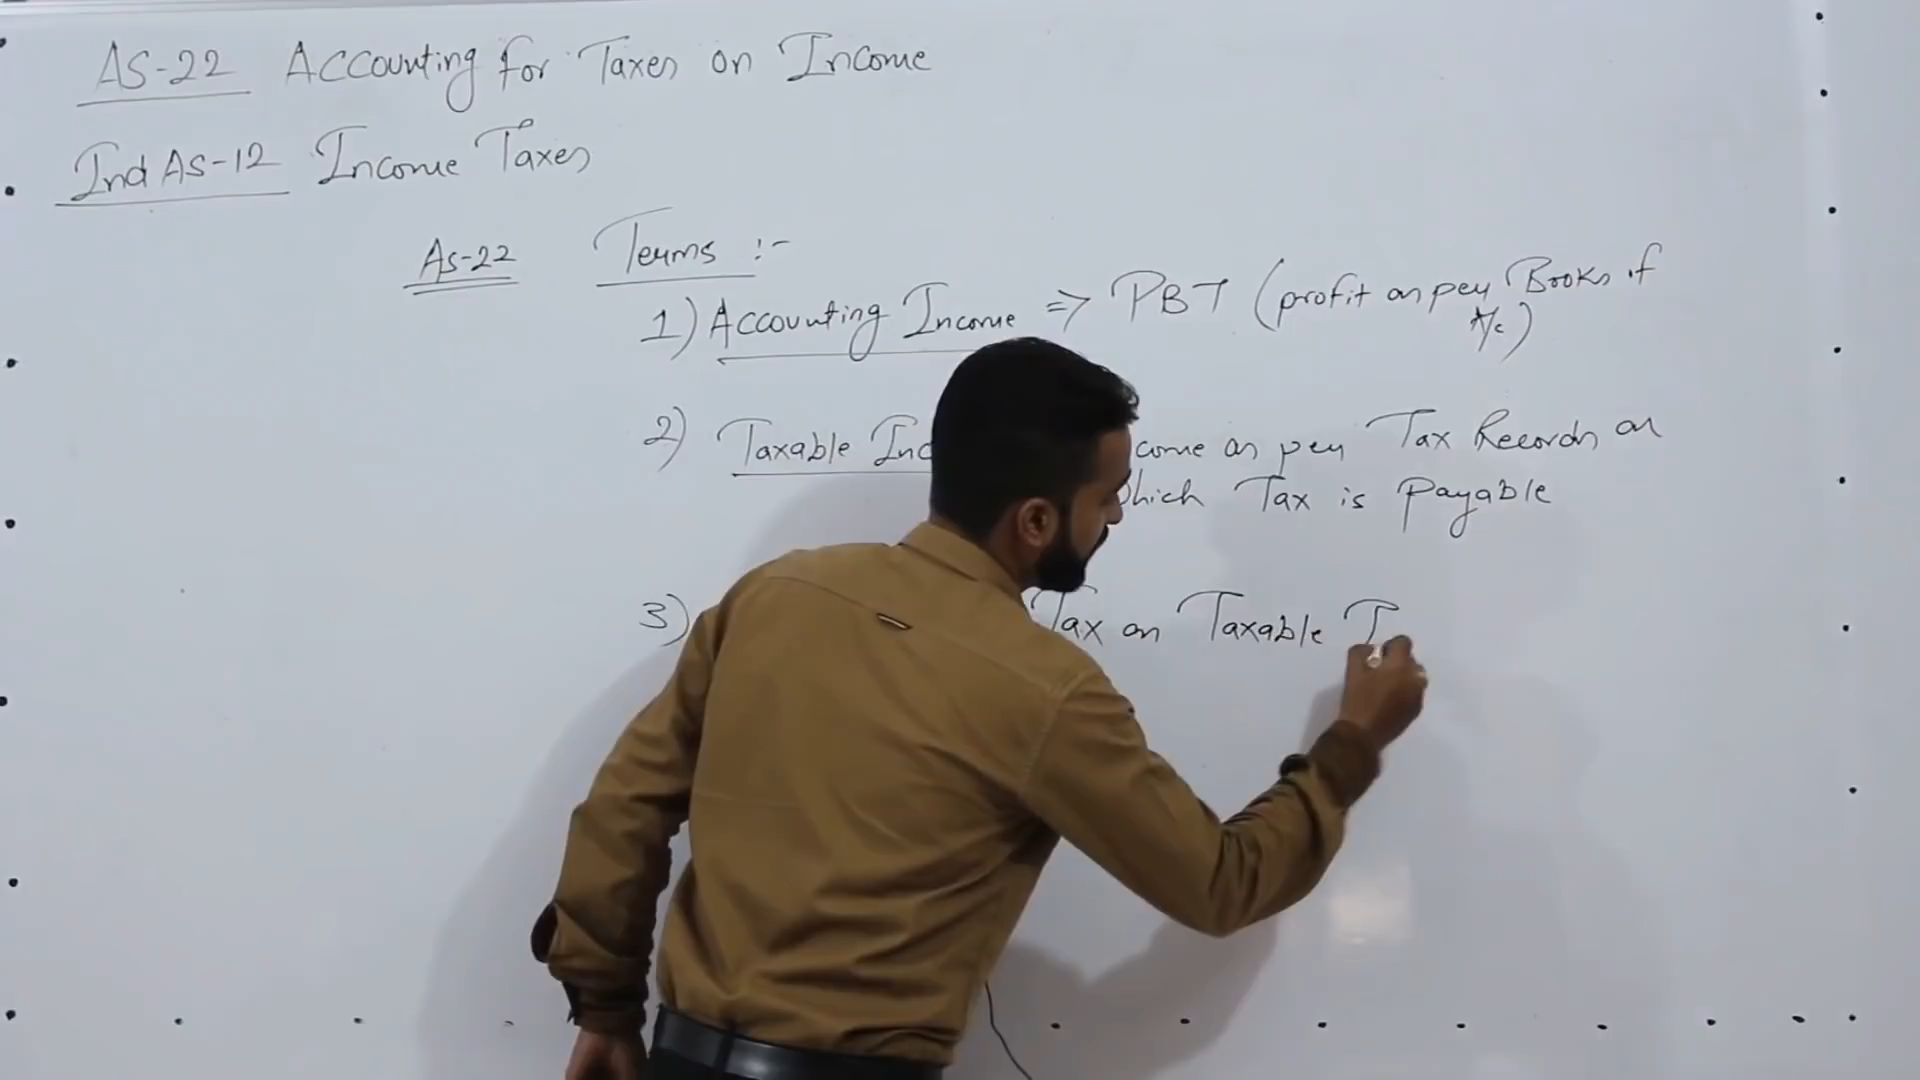 AS-22 Accounting for Taxes on Income
Ind AS-12 Income Taxes
As-22 Terms :-
1) Accounting Income => PBT (profit as per Books of
A/c)
2) Taxable Inc come as per Tax Records on
which Tax is Payable
3) Tax on Taxable I